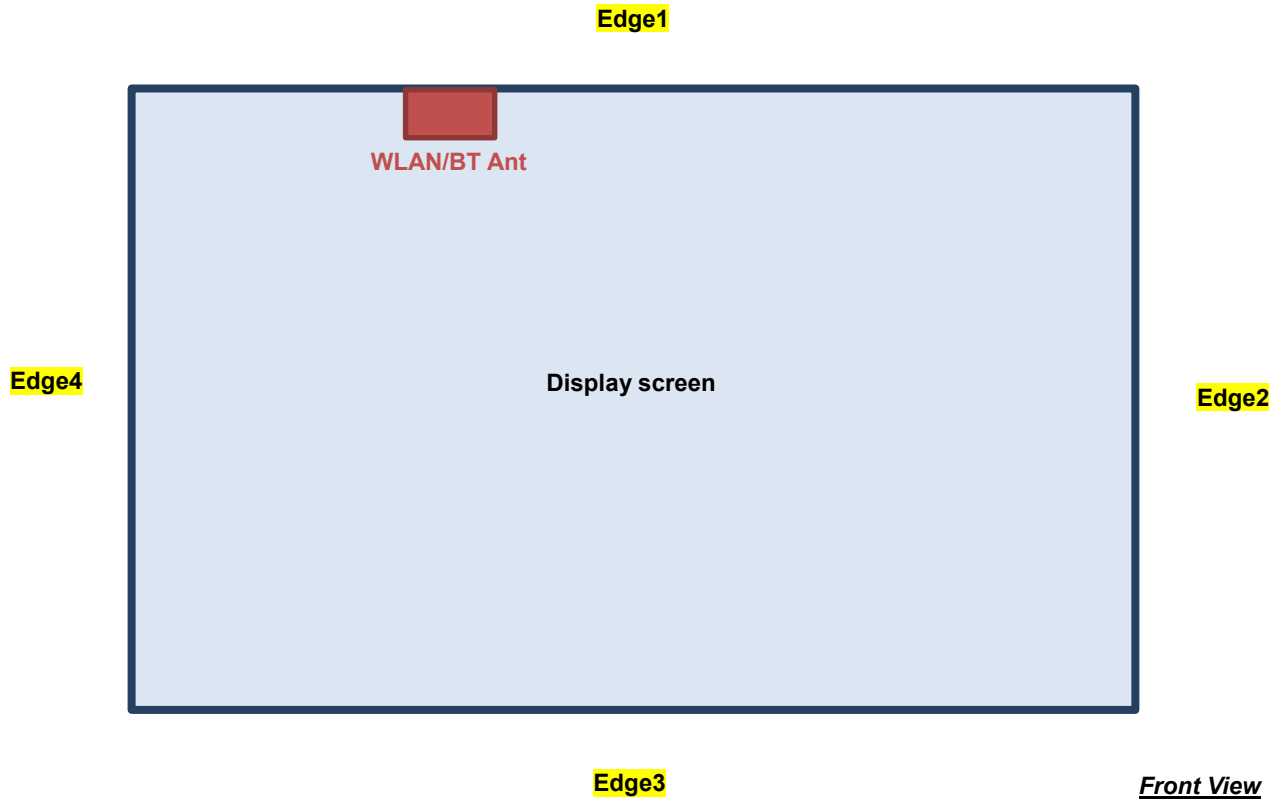 Edge1
WLAN/BT Ant
Edge4
Display screen
Edge2
Edge3
Front View